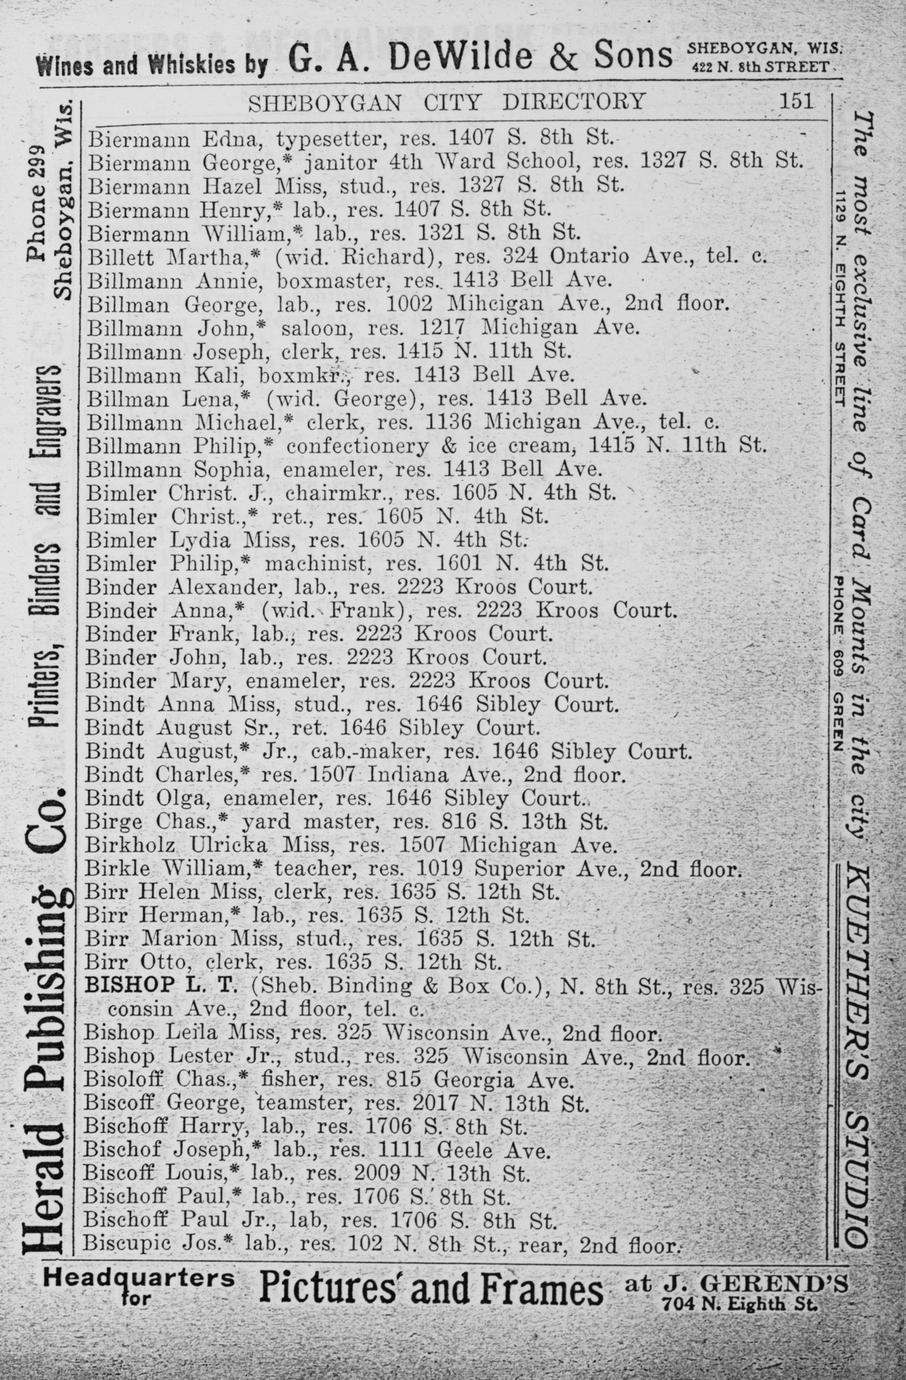 Wines and Whiskies by G. A. DeWilde & Sons SHEBOYGAN, WIS.
422 N. 8th STREET.
SHEBOYGAN CITY DIRECTORY 151
Biermann Edna, typesetter, res. 1407 S. 8th St.
Biermann George,* janitor 4th Ward School, res. 1327 S. 8th St.
Biermann Hazel Miss, stud., res. 1327 S. 8th St.
Biermann Henry,* lab., res. 1407 S. 8th St.
Biermann William,* lab., res. 1321 S. 8th St.
Billett Martha,* (wid. Richard), res. 324 Ontario Ave., tel. c.
Billmann Annie, boxmaster, res. 1413 Bell Ave.
Billman George, lab., res. 1002 Mihcigan Ave., 2nd floor.
Billmann John,* saloon, res. 1217 Michigan Ave.
Billmann Joseph, clerk, res. 1415 N. 11th St.
Billmann Kali, boxmkr., res. 1413 Bell Ave.
Billman Lena,* (wid. George), res. 1413 Bell Ave.
Billmann Michael,* clerk, res. 1136 Michigan Ave., tel. c.
Billmann Philip,* confectionery & ice cream, 1415 N. 11th St.
Billmann Sophia, enameler, res. 1413 Bell Ave.
Bimler Christ. J., chairmkr., res. 1605 N. 4th St.
Bimler Christ.,* ret., res. 1605 N. 4th St.
Bimler Lydia Miss, res. 1605 N. 4th St.
Bimler Philip,* machinist, res. 1601 N. 4th St.
Binder Alexander, lab., res. 2223 Kroos Court.
Binder Anna,* (wid. Frank), res. 2223 Kroos Court.
Binder Frank, lab., res. 2223 Kroos Court.
Binder John, lab., res. 2223 Kroos Court.
Binder Mary, enameler, res. 2223 Kroos Court.
Bindt Anna Miss, stud., res. 1646 Sibley Court.
Bindt August Sr., ret. 1646 Sibley Court.
Bindt August,* Jr., cab.-maker, res. 1646 Sibley Court.
Bindt Charles,* res. 1507 Indiana Ave., 2nd floor.
Bindt Olga, enameler, res. 1646 Sibley Court.
Birge Chas.,* yard master, res. 816 S. 13th St.
Birkholz Ulricka Miss, res. 1507 Michigan Ave.
Birkle William,* teacher, res. 1019 Superior Ave., 2nd floor.
Birr Helen Miss, clerk, res. 1635 S. 12th St.
Birr Herman,* lab., res. 1635 S. 12th St.
Birr Marion Miss, stud., res. 1635 S. 12th St.
Birr Otto, clerk, res. 1635 S. 12th St.
BISHOP L. T. (Sheb. Binding & Box Co.), N. 8th St., res. 325 Wis-
consin Ave., 2nd floor, tel. c.
Bishop Leila Miss, res. 325 Wisconsin Ave., 2nd floor.
Bishop Lester Jr., stud., res. 325 Wisconsin Ave., 2nd floor.
Bisoloff Chas.,* fisher, res. 815 Georgia Ave.
Biscoff George, teamster, res. 2017 N. 13th St.
Bischoff Harry, lab., res. 1706 S. 8th St.
Bischof Joseph,* lab., res. 1111 Geele Ave.
Biscoff Louis,* lab., res. 2009 N. 13th St.
Bischoff Paul,* lab., res. 1706 S. 8th St.
Bischoff Paul Jr., lab, res. 1706 S. 8th St.
Biscupic Jos.* lab., res. 102 N. 8th St., rear, 2nd floor.
Herald Publishing Co. Printers, Binders and Engravers Phone 299
Sheboygan, Wis.
The most exclusive line of Card Mounts in the city KUETHER'S STUDIO
1129 N. EIGHTH STREET PHONE 609 GREEN
Headquarters for Pictures and Frames at J. GEREND'S
704 N. Eighth St.